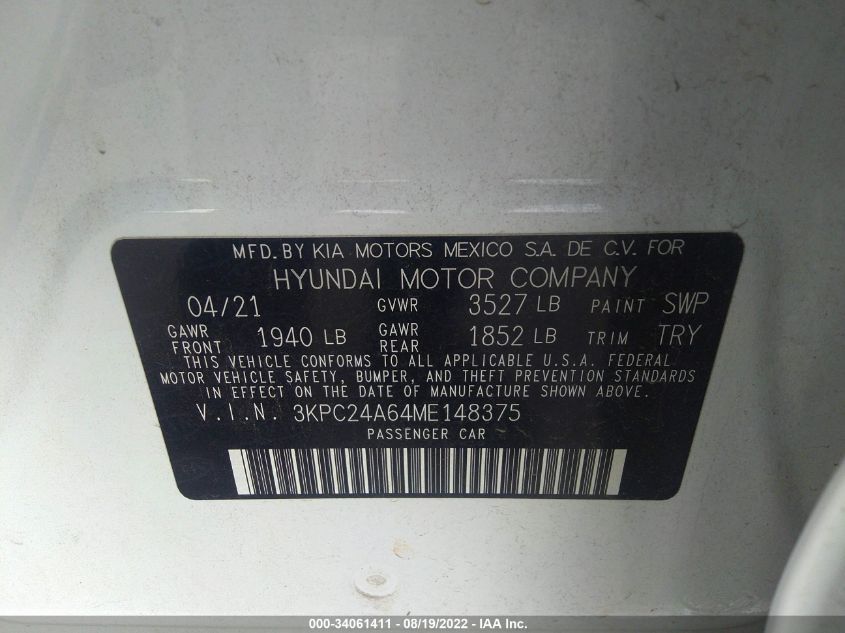 MFD. BY KIA MOTORS MEXICO S.A. DE C.V. FOR
HYUNDAI MOTOR COMPANY
04/21 GVWR 3527 LB PAINT SWP
GAWR FRONT 1940 LB GAWR REAR 1852 LB TRIM TRY
THIS VEHICLE CONFORMS TO ALL APPLICABLE U.S.A. FEDERAL
MOTOR VEHICLE SAFETY, BUMPER, AND THEFT PREVENTION STANDARDS
IN EFFECT ON THE DATE OF MANUFACTURE SHOWN ABOVE.
V.I.N. 3KPC24A64ME148375
PASSENGER CAR
000-34061411 - 08/19/2022 - IAA Inc.